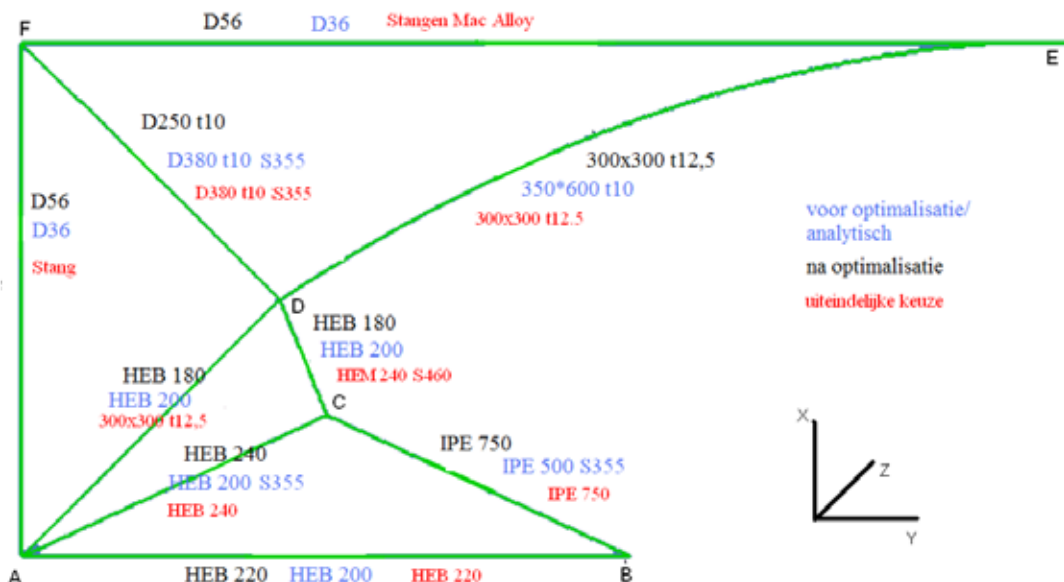 D56 D36 Stangen Mac Alloy
F
E
D250 t10
D380 t10 S355
D380 t10 S355
300x300 t12,5
350*600 t10
300x300 t12.5
D56
D36
Stang
voor optimalisatie/
analytisch
na optimalisatie
uiteindelijke keuze
D
HEB 180
HEB 200
HEM 240 S460
HEB 180
HEB 200
300x300 t12,5
C
HEB 240
HEB 200 S355
HEB 240
IPE 750
IPE 500 S355
IPE 750
X
Z
Y
A
B
HEB 220 HEB 200 HEB 220